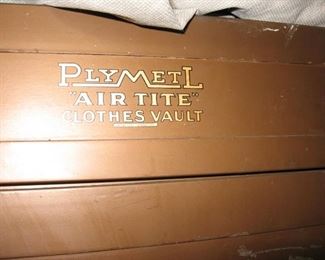 PLYMETL
"AIR TITE"
CLOTHES VAULT